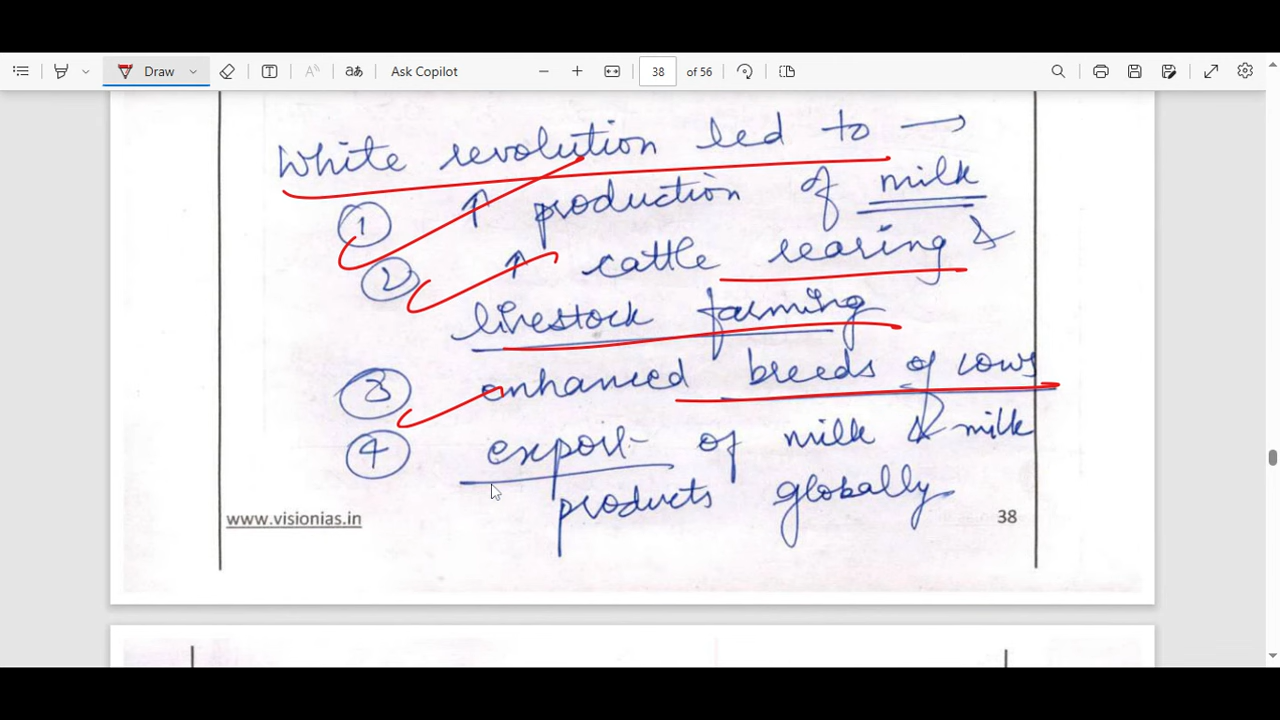 Draw
Ask Copilot
38 of 56
White revolution led to →
① ↑ production of milk
② ↑ cattle rearing &
livestock farming
③ enhanced breeds of cows
④ export of milk & milk
products globally
www.visionias.in
38